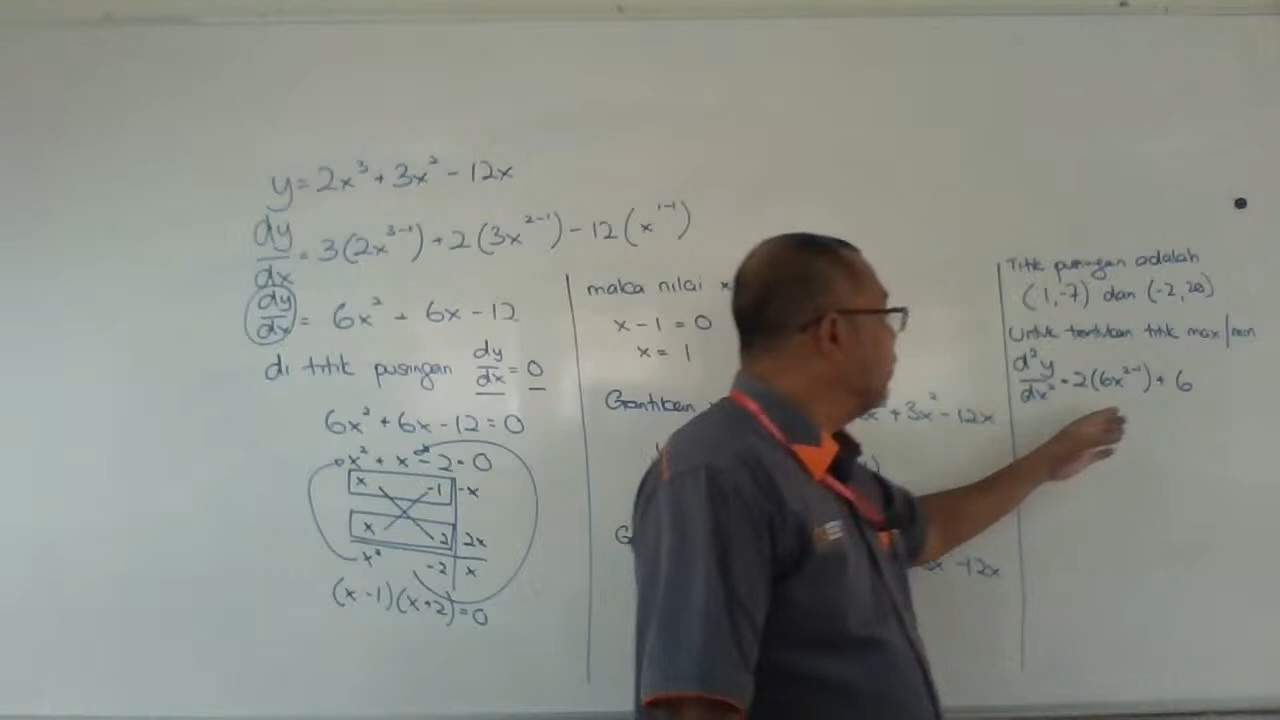 y = 2x³ + 3x² - 12x
dy/dx = 3(2x³⁻¹) + 2(3x²⁻¹) - 12(x¹⁻¹)
dy/dx = 6x² + 6x - 12
di titik pusingan dy/dx = 0
6x² + 6x - 12 = 0
x² + x - 2 = 0
x -1 -x
x 2 2x
x² -2 x
(x - 1)(x + 2) = 0
maka nilai x
x - 1 = 0
x = 1
Gantikan
+ 3x² - 12x
- 12x
Titik pusingan adalah
(1, -7) dan (-2, 20)
Untuk tentukan titik max/min
d²y/dx² = 2(6x²⁻¹) + 6